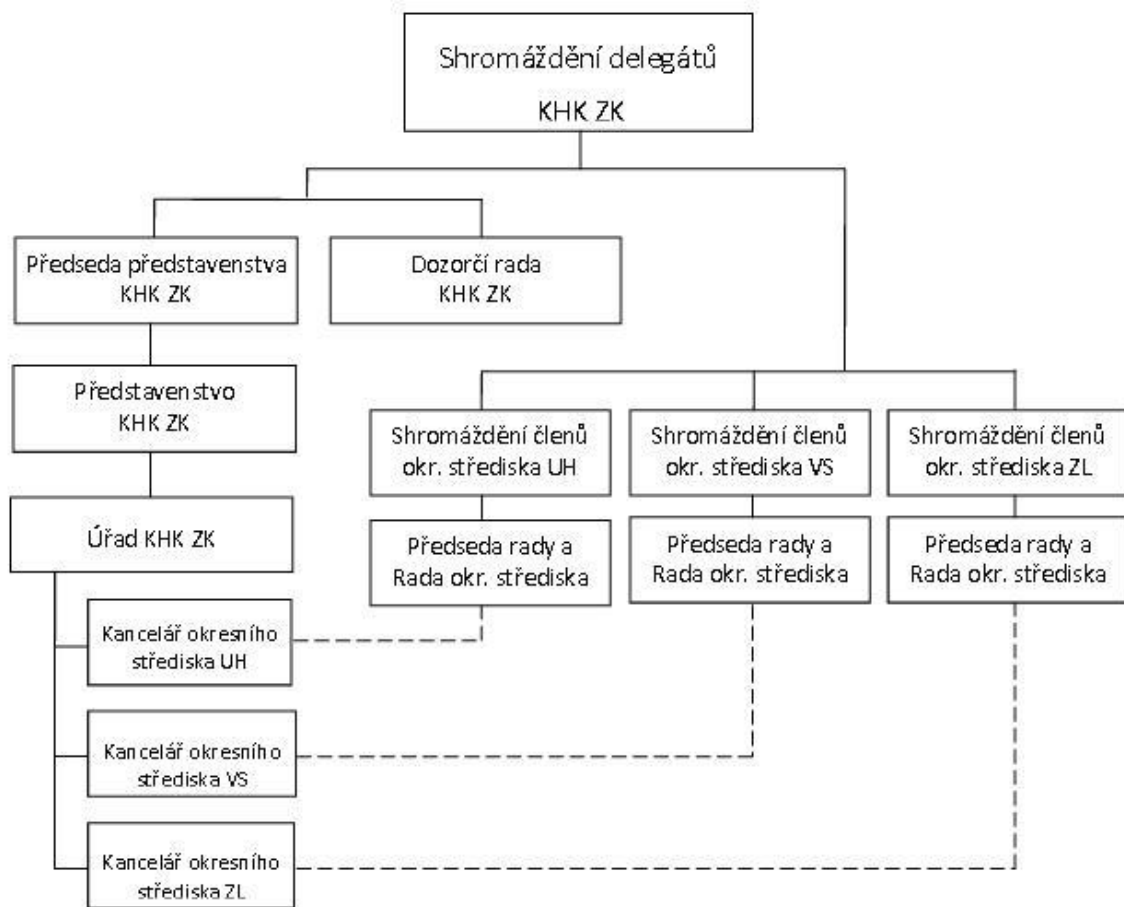 Shromáždění delegátů
KHK ZK
Předseda představenstva
KHK ZK
Dozorčí rada
KHK ZK
Představenstvo
KHK ZK
Shromáždění členů
okr. střediska UH
Shromáždění členů
okr. střediska VS
Shromáždění členů
okr. střediska ZL
Úřad KHK ZK
Předseda rady a
Rada okr. střediska
Předseda rady a
Rada okr. střediska
Předseda rady a
Rada okr. střediska
Kancelář okresního
střediska UH
Kancelář okresního
střediska VS
Kancelář okresního
střediska ZL